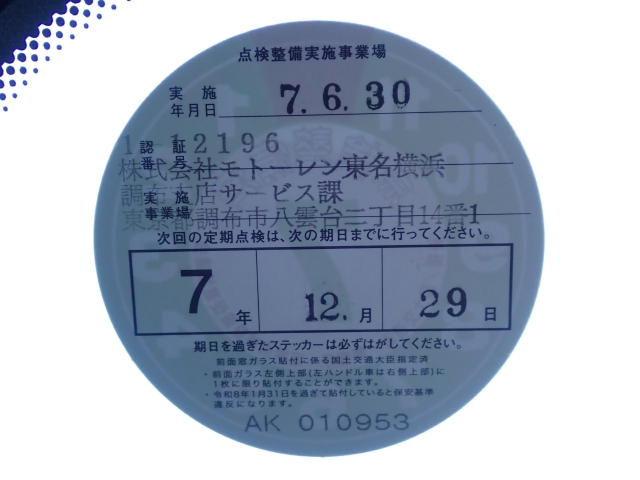 点検整備実施事業場
実施年月日 7.6.30
認証番号 1-12196
株式会社モトーレン東名横浜
調布支店サービス課
実施事業場
東京都調布市八雲台二丁目14番1
次回の定期点検は、次の期日までに行ってください。
7年 12.月 29日
期日を過ぎたステッカーは必ずはがしてください。
前面窓ガラス貼付に係る国土交通大臣指定済
・前面ガラス左側上部(左ハンドル車は右側上部)に
1枚に限り貼付することができます。
・令和8年1月31日を過ぎて貼付していると保安基準
違反になります。
AK 010953